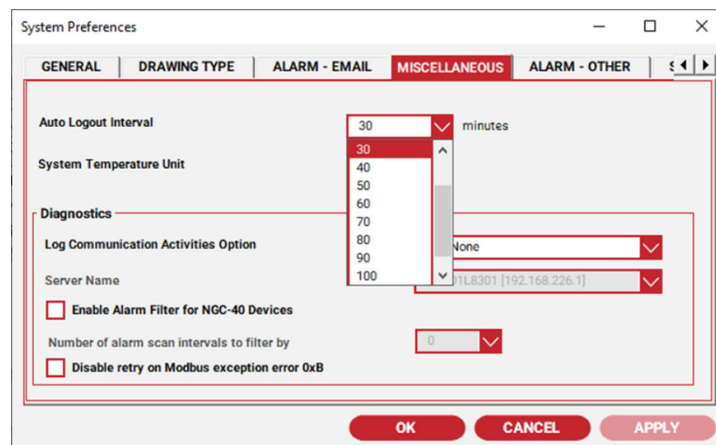 System Preferences
GENERAL DRAWING TYPE ALARM - EMAIL MISCELLANEOUS ALARM - OTHER
Auto Logout Interval 30 minutes
30
System Temperature Unit
40
50
60
70
80
90
100
Diagnostics
Log Communication Activities Option None
Server Name 01L8301 [192.168.226.1]
Enable Alarm Filter for NGC-40 Devices
Number of alarm scan intervals to filter by 0
Disable retry on Modbus exception error 0xB
OK CANCEL APPLY